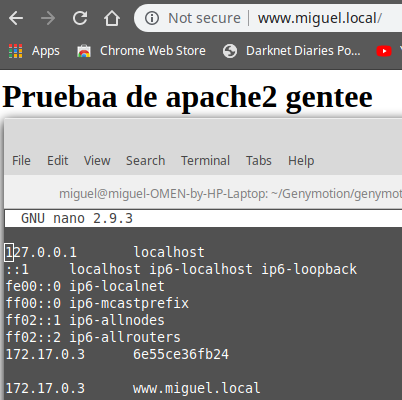 Not secure | www.miguel.local/
Apps Chrome Web Store Darknet Diaries Po...
Pruebaa de apache2 gentee
File Edit View Search Terminal Tabs Help
miguel@miguel-OMEN-by-HP-Laptop: ~/Genymotion/genymot
GNU nano 2.9.3
127.0.0.1 localhost
::1 localhost ip6-localhost ip6-loopback
fe00::0 ip6-localnet
ff00::0 ip6-mcastprefix
ff02::1 ip6-allnodes
ff02::2 ip6-allrouters
172.17.0.3 6e55ce36fb24
172.17.0.3 www.miguel.local